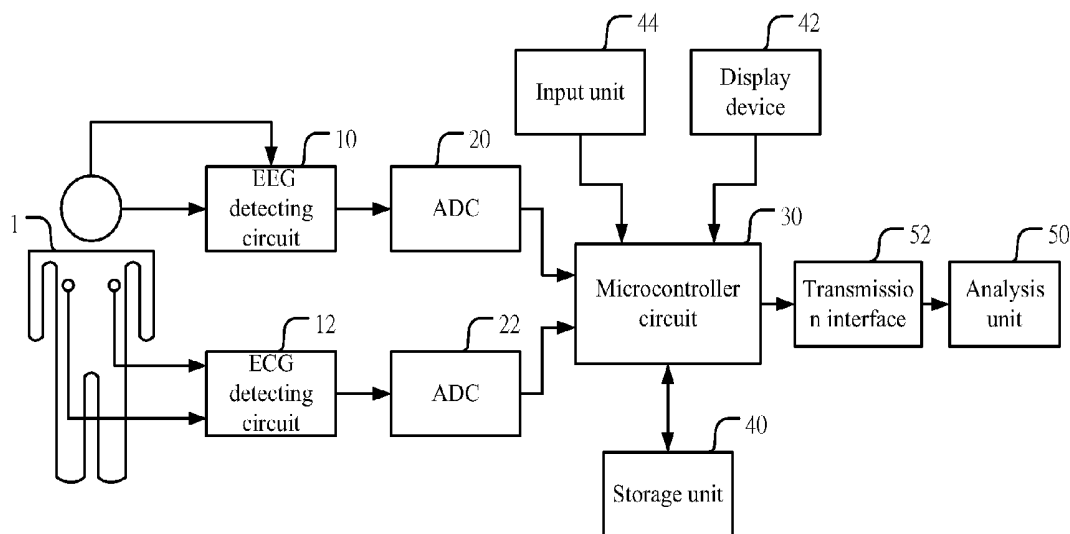 44
42
Input unit
Display
device
10
20
EEG
detecting
circuit
ADC
30
52
50
1
Microcontroller
circuit
Transmissio
n interface
Analysis
unit
12
22
ECG
detecting
circuit
ADC
40
Storage unit